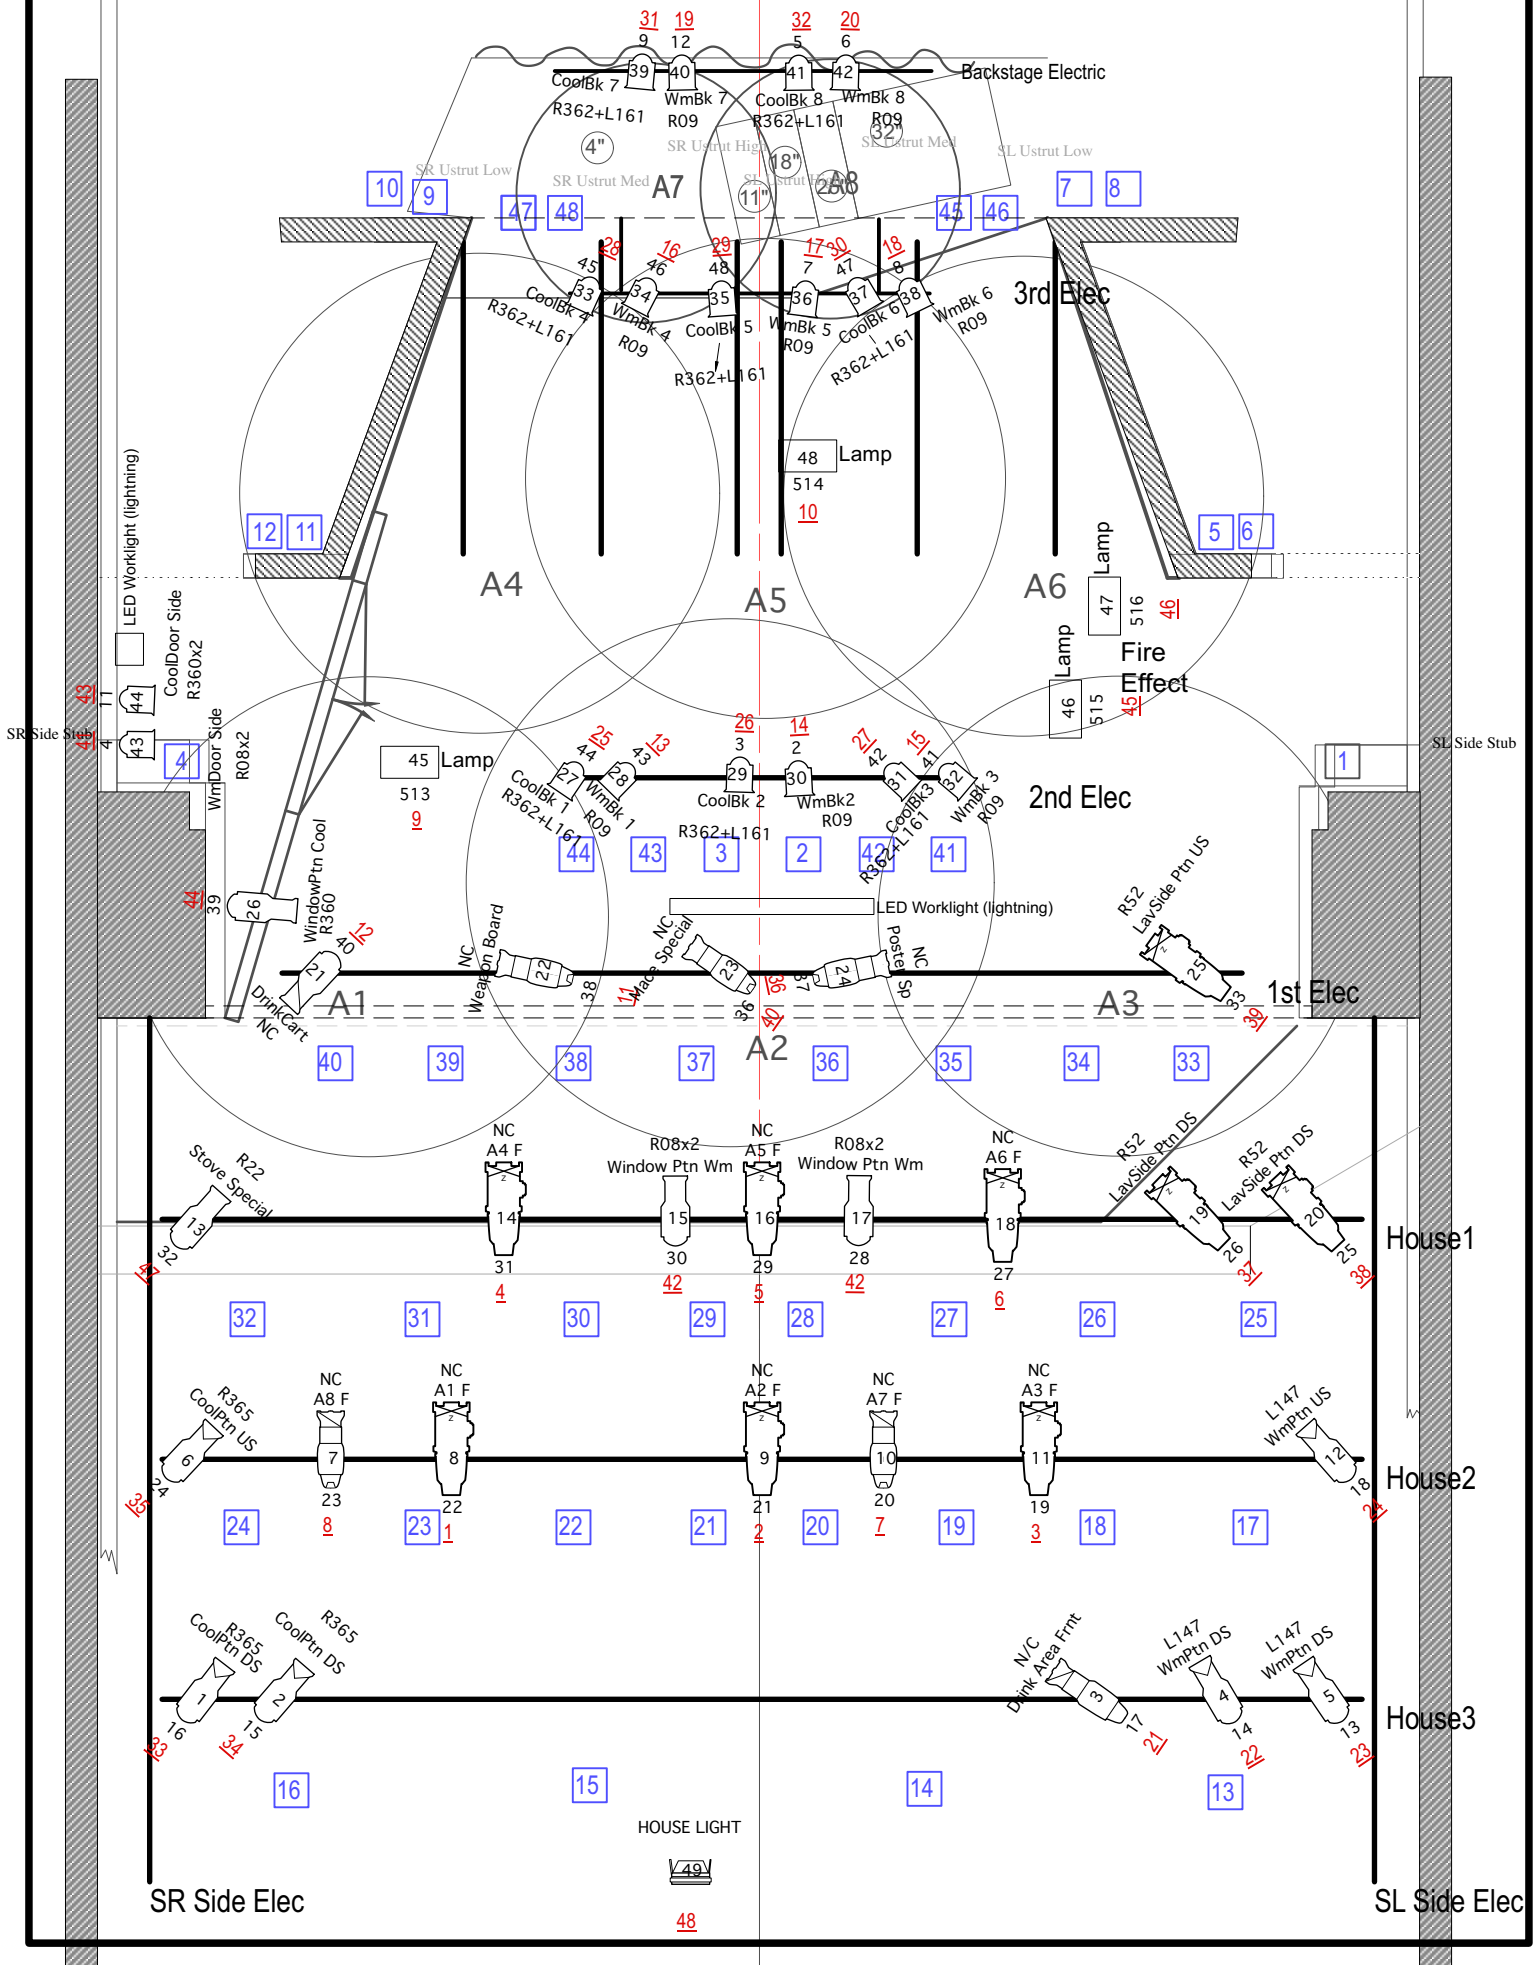 31
19
32
20
9
12
5
6
39
40
41
42
Backstage Electric
CoolBk 7
WmBk 7
CoolBk 8
WmBk 8
R362+L161
R09
R362+L161
R09
4"
18"
32"
11"
SR Ustrut Low
SR Ustrut Med
SR Ustrut High
SL Ustrut High
SL Ustrut Med
SL Ustrut Low
A7
A8
10
9
47
48
45
46
7
8
28
16
29
17
30
18
45
46
48
7
47
8
33
34
35
36
37
38
3rd Elec
CoolBk 4
WmBk 4
CoolBk 5
WmBk 5
CoolBk 6
WmBk 6
R362+L161
R09
R362+L161
R09
R362+L161
R09
48
Lamp
514
10
12
11
5
6
LED Worklight (lightning)
A4
A5
A6
Lamp
47
516
46
Lamp
46
515
45
Fire
Effect
43
11
44
CoolDoor Side
R360x2
SR Side Stub
4
43
WmDoor Side
R08x2
4
45
Lamp
513
9
25
13
26
14
27
15
44
43
3
2
42
41
27
28
29
30
31
32
2nd Elec
CoolBk 1
R362+L161
WmBk 1
R09
CoolBk 2
R362+L161
WmBk2
R09
CoolBk3
R362+L161
WmBk 3
R09
SL Side Stub
1
44
43
3
2
42
41
44
39
26
WindowPtn Cool
R360
LED Worklight (lightning)
12
40
21
DrinkCart
NC
NC
Weapon Board
22
38
11
NC
Mace Special
23
36
40
36
37
24
Poster Sp
NC
R52
LavSide Ptn US
25
33
39
1st Elec
A1
A2
A3
40
39
38
37
36
35
34
33
R22
Stove Special
13
32
47
NC
A4 F
14
31
4
R08x2
Window Ptn Wm
15
30
42
NC
A5 F
16
29
5
R08x2
Window Ptn Wm
17
28
42
NC
A6 F
18
27
6
R52
LavSide Ptn DS
19
26
37
R52
LavSide Ptn DS
20
25
38
House1
32
31
30
29
28
27
26
25
R365
CoolPtn US
6
24
35
NC
A8 F
7
23
8
NC
A1 F
8
22
1
NC
A2 F
9
21
2
NC
A7 F
10
20
7
NC
A3 F
11
19
3
L147
WmPtn US
12
18
24
House2
24
23
22
21
20
19
18
17
R365
CoolPtn DS
1
16
33
R365
CoolPtn DS
2
15
34
N/C
Drink Area Frnt
3
17
21
L147
WmPtn DS
4
14
22
L147
WmPtn DS
5
13
23
House3
16
15
14
13
HOUSE LIGHT
49
48
SR Side Elec
SL Side Elec